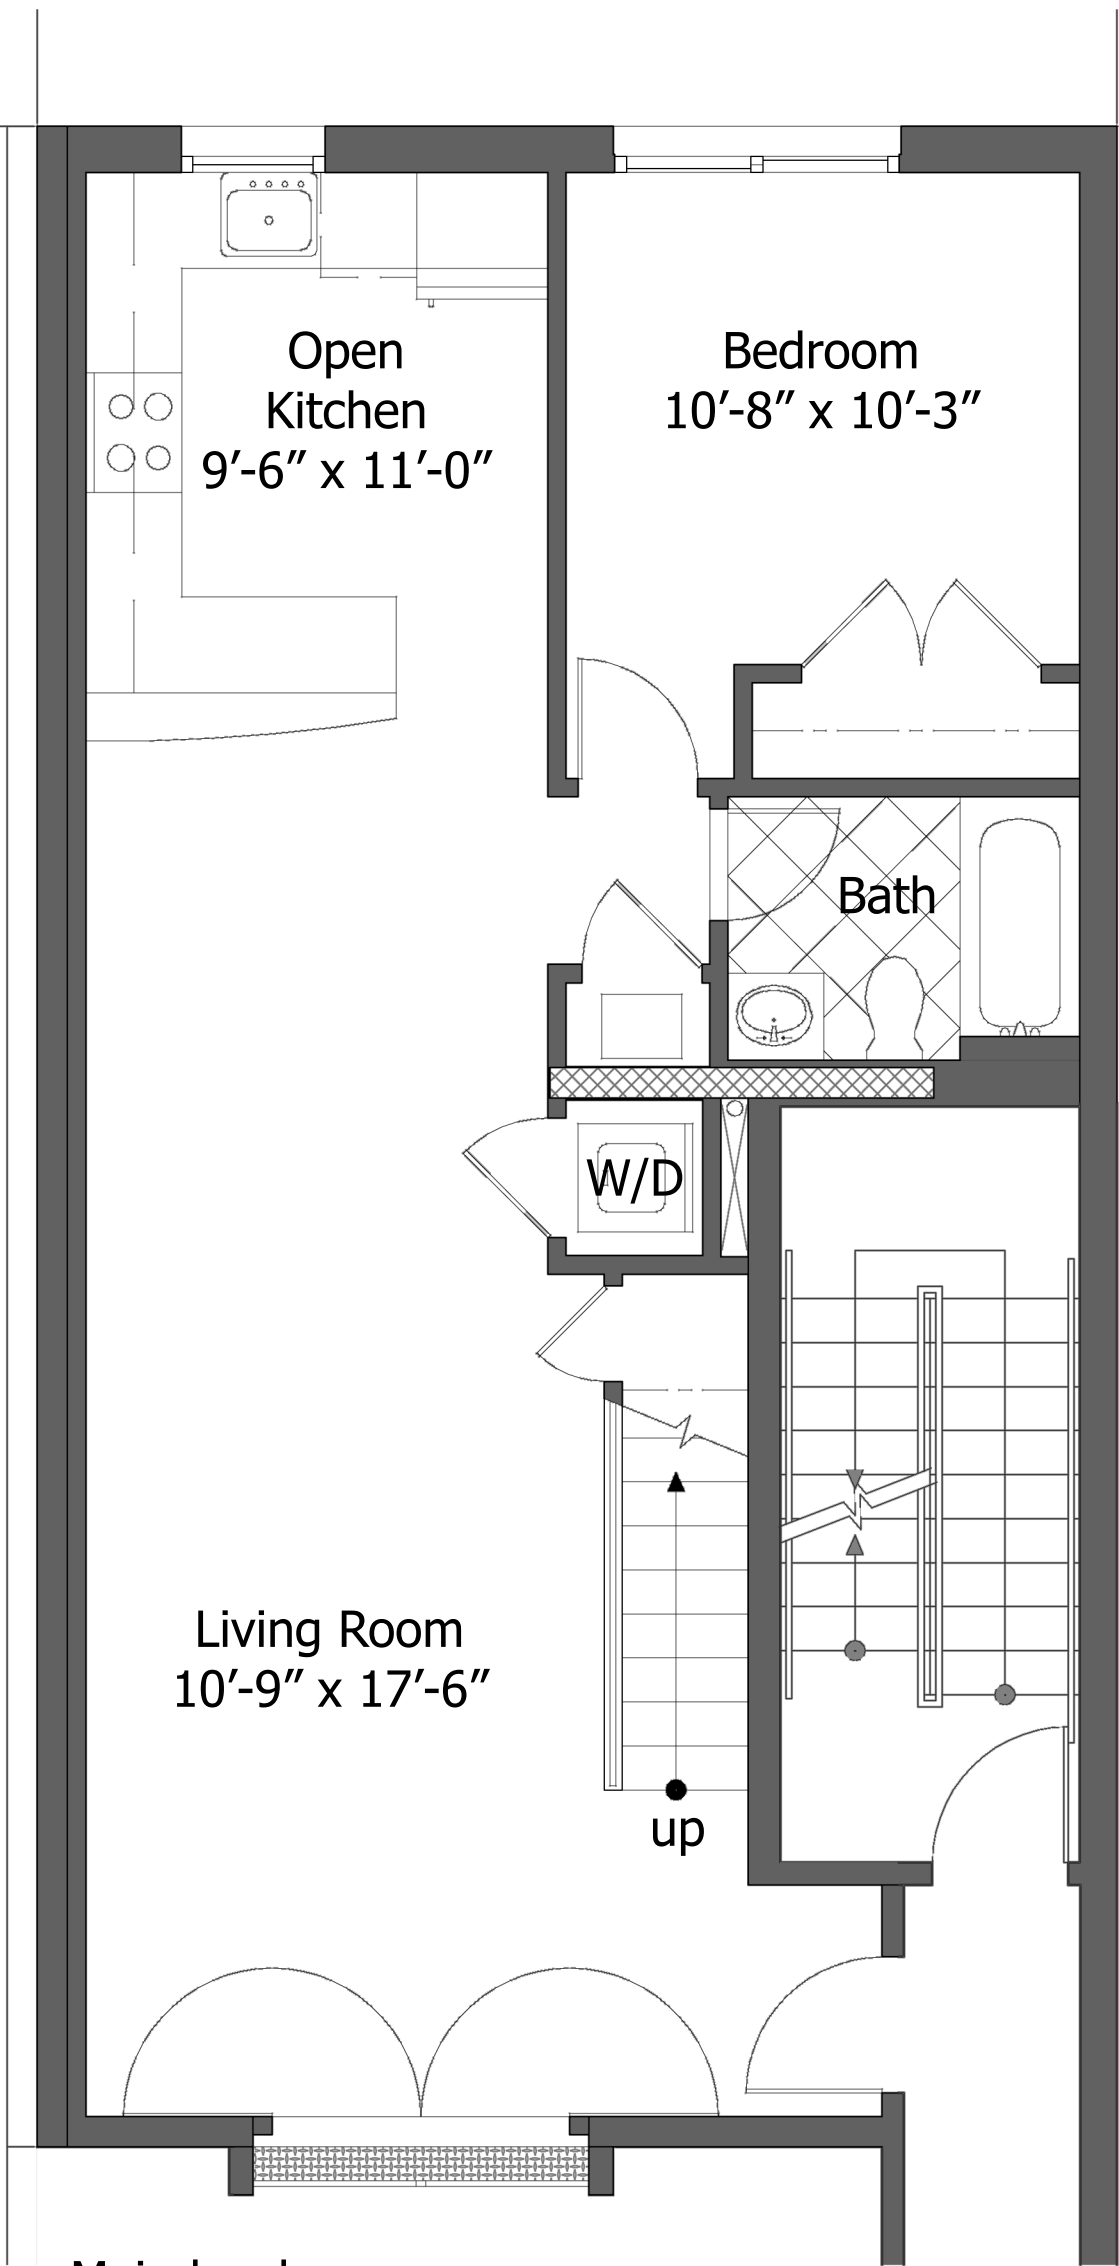 Open
Kitchen
9’-6” x 11’-0”
Bedroom
10’-8” x 10’-3”
Bath
W/D
Living Room
10’-9” x 17’-6”
up